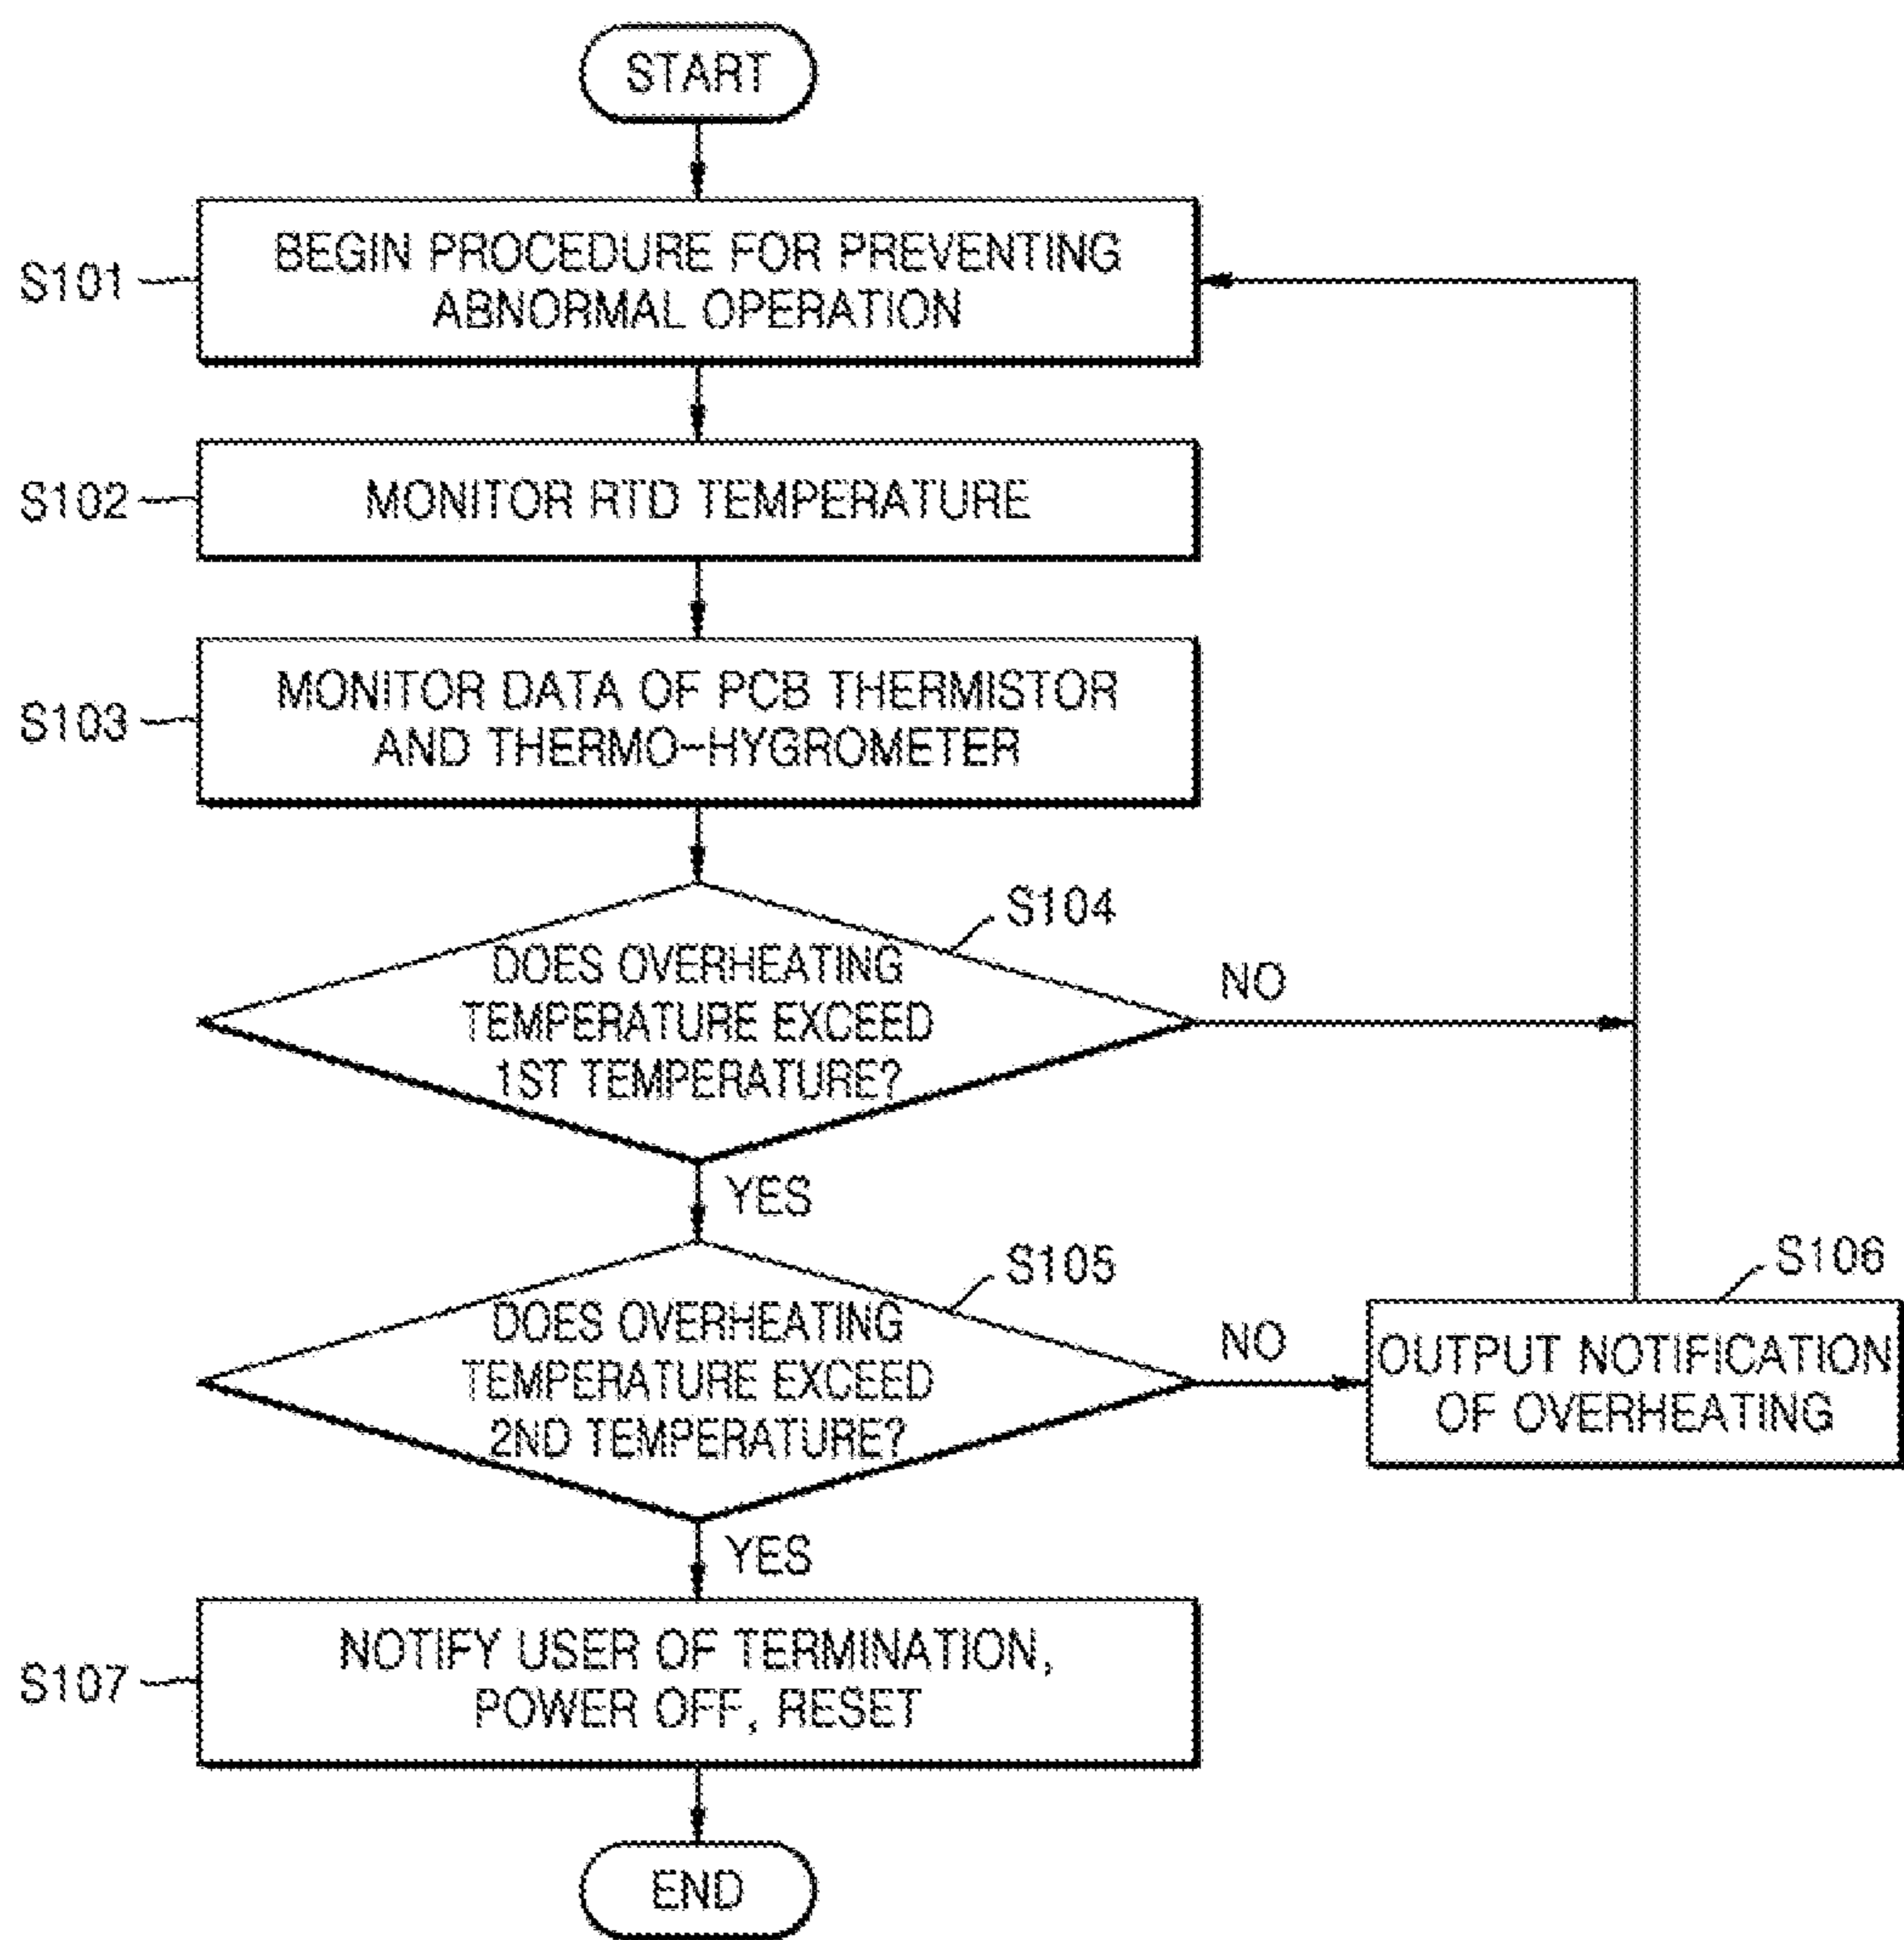 START
S101
BEGIN PROCEDURE FOR PREVENTING
ABNORMAL OPERATION
S102
MONITOR RTD TEMPERATURE
S103
MONITOR DATA OF PCB THERMISTOR
AND THERMO-HYGROMETER
S104
DOES OVERHEATING
TEMPERATURE EXCEED
1ST TEMPERATURE?
NO
YES
S105
DOES OVERHEATING
TEMPERATURE EXCEED
2ND TEMPERATURE?
NO
S106
OUTPUT NOTIFICATION
OF OVERHEATING
YES
S107
NOTIFY USER OF TERMINATION,
POWER OFF, RESET
END